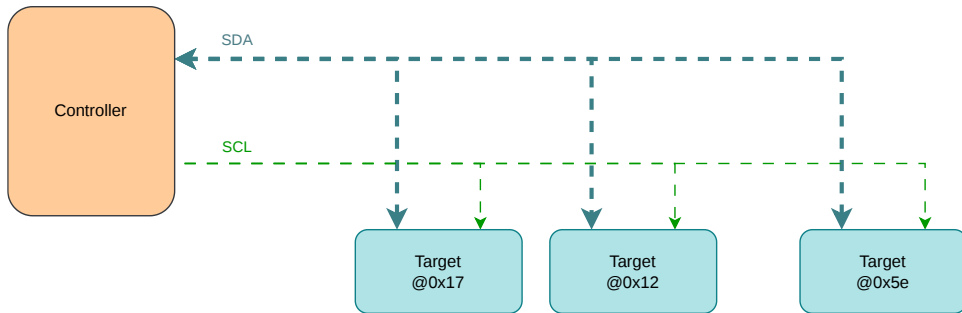 SDA
Controller
SCL
Target
@0x17
Target
@0x12
Target
@0x5e